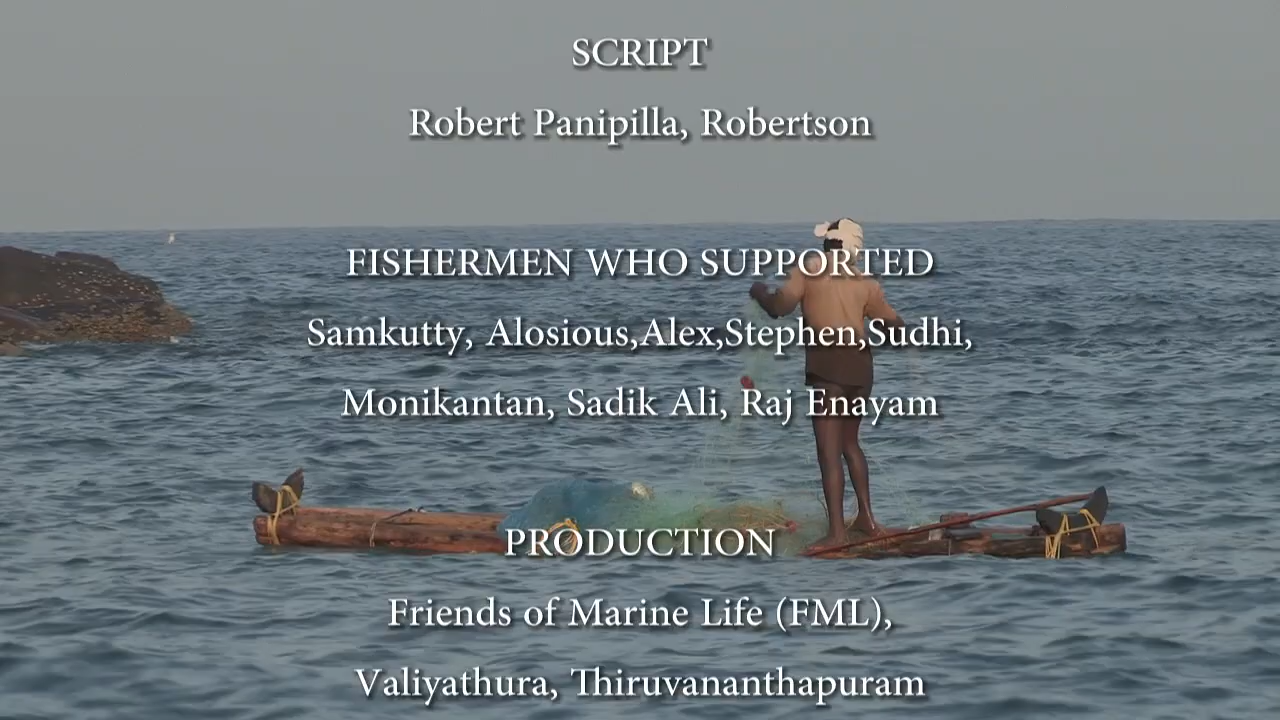 SCRIPT
Robert Panipilla, Robertson
FISHERMEN WHO SUPPORTED
Samkutty, Alosious,Alex,Stephen,Sudhi,
Monikantan, Sadik Ali, Raj Enayam
PRODUCTION
Friends of Marine Life (FML),
Valiyathura, Thiruvananthapuram